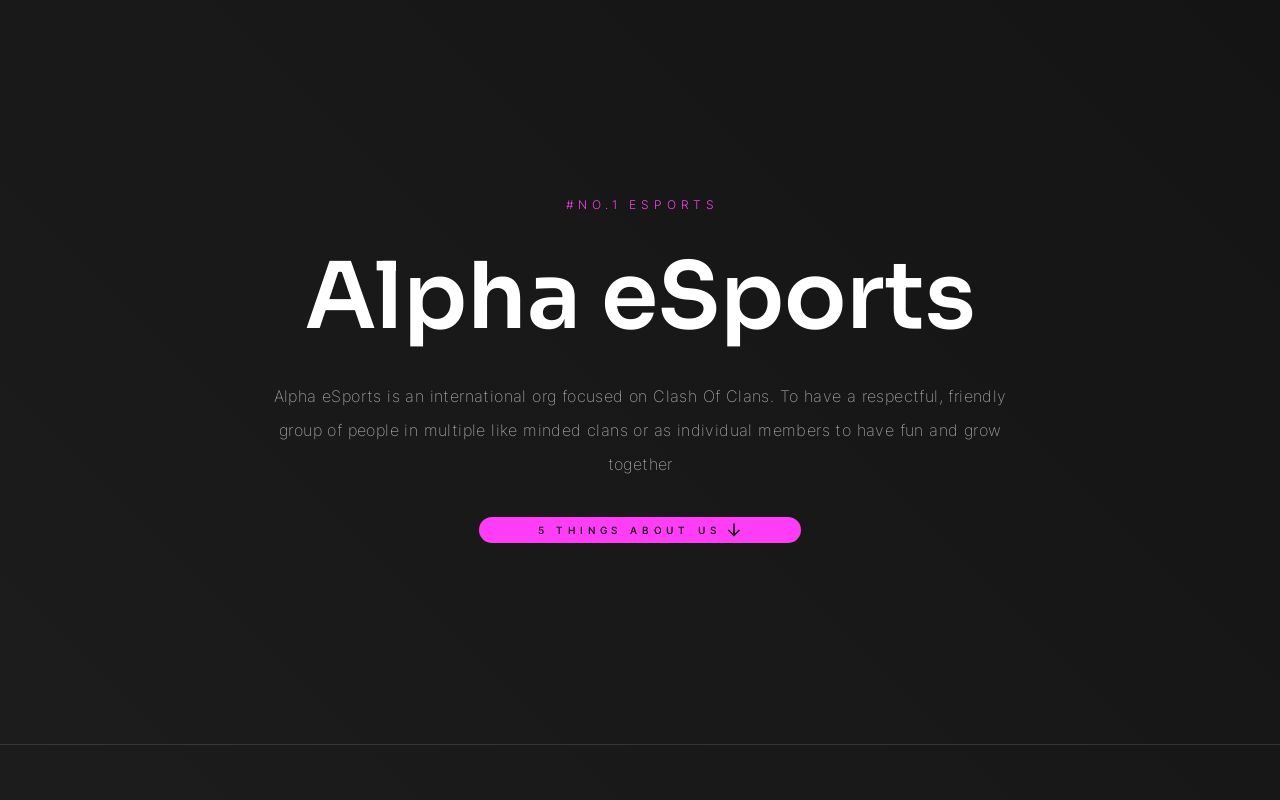 #NO.1 ESPORTS
Alpha eSports
Alpha eSports is an international org focused on Clash Of Clans. To have a respectful, friendly
group of people in multiple like minded clans or as individual members to have fun and grow
together
5 THINGS ABOUT US